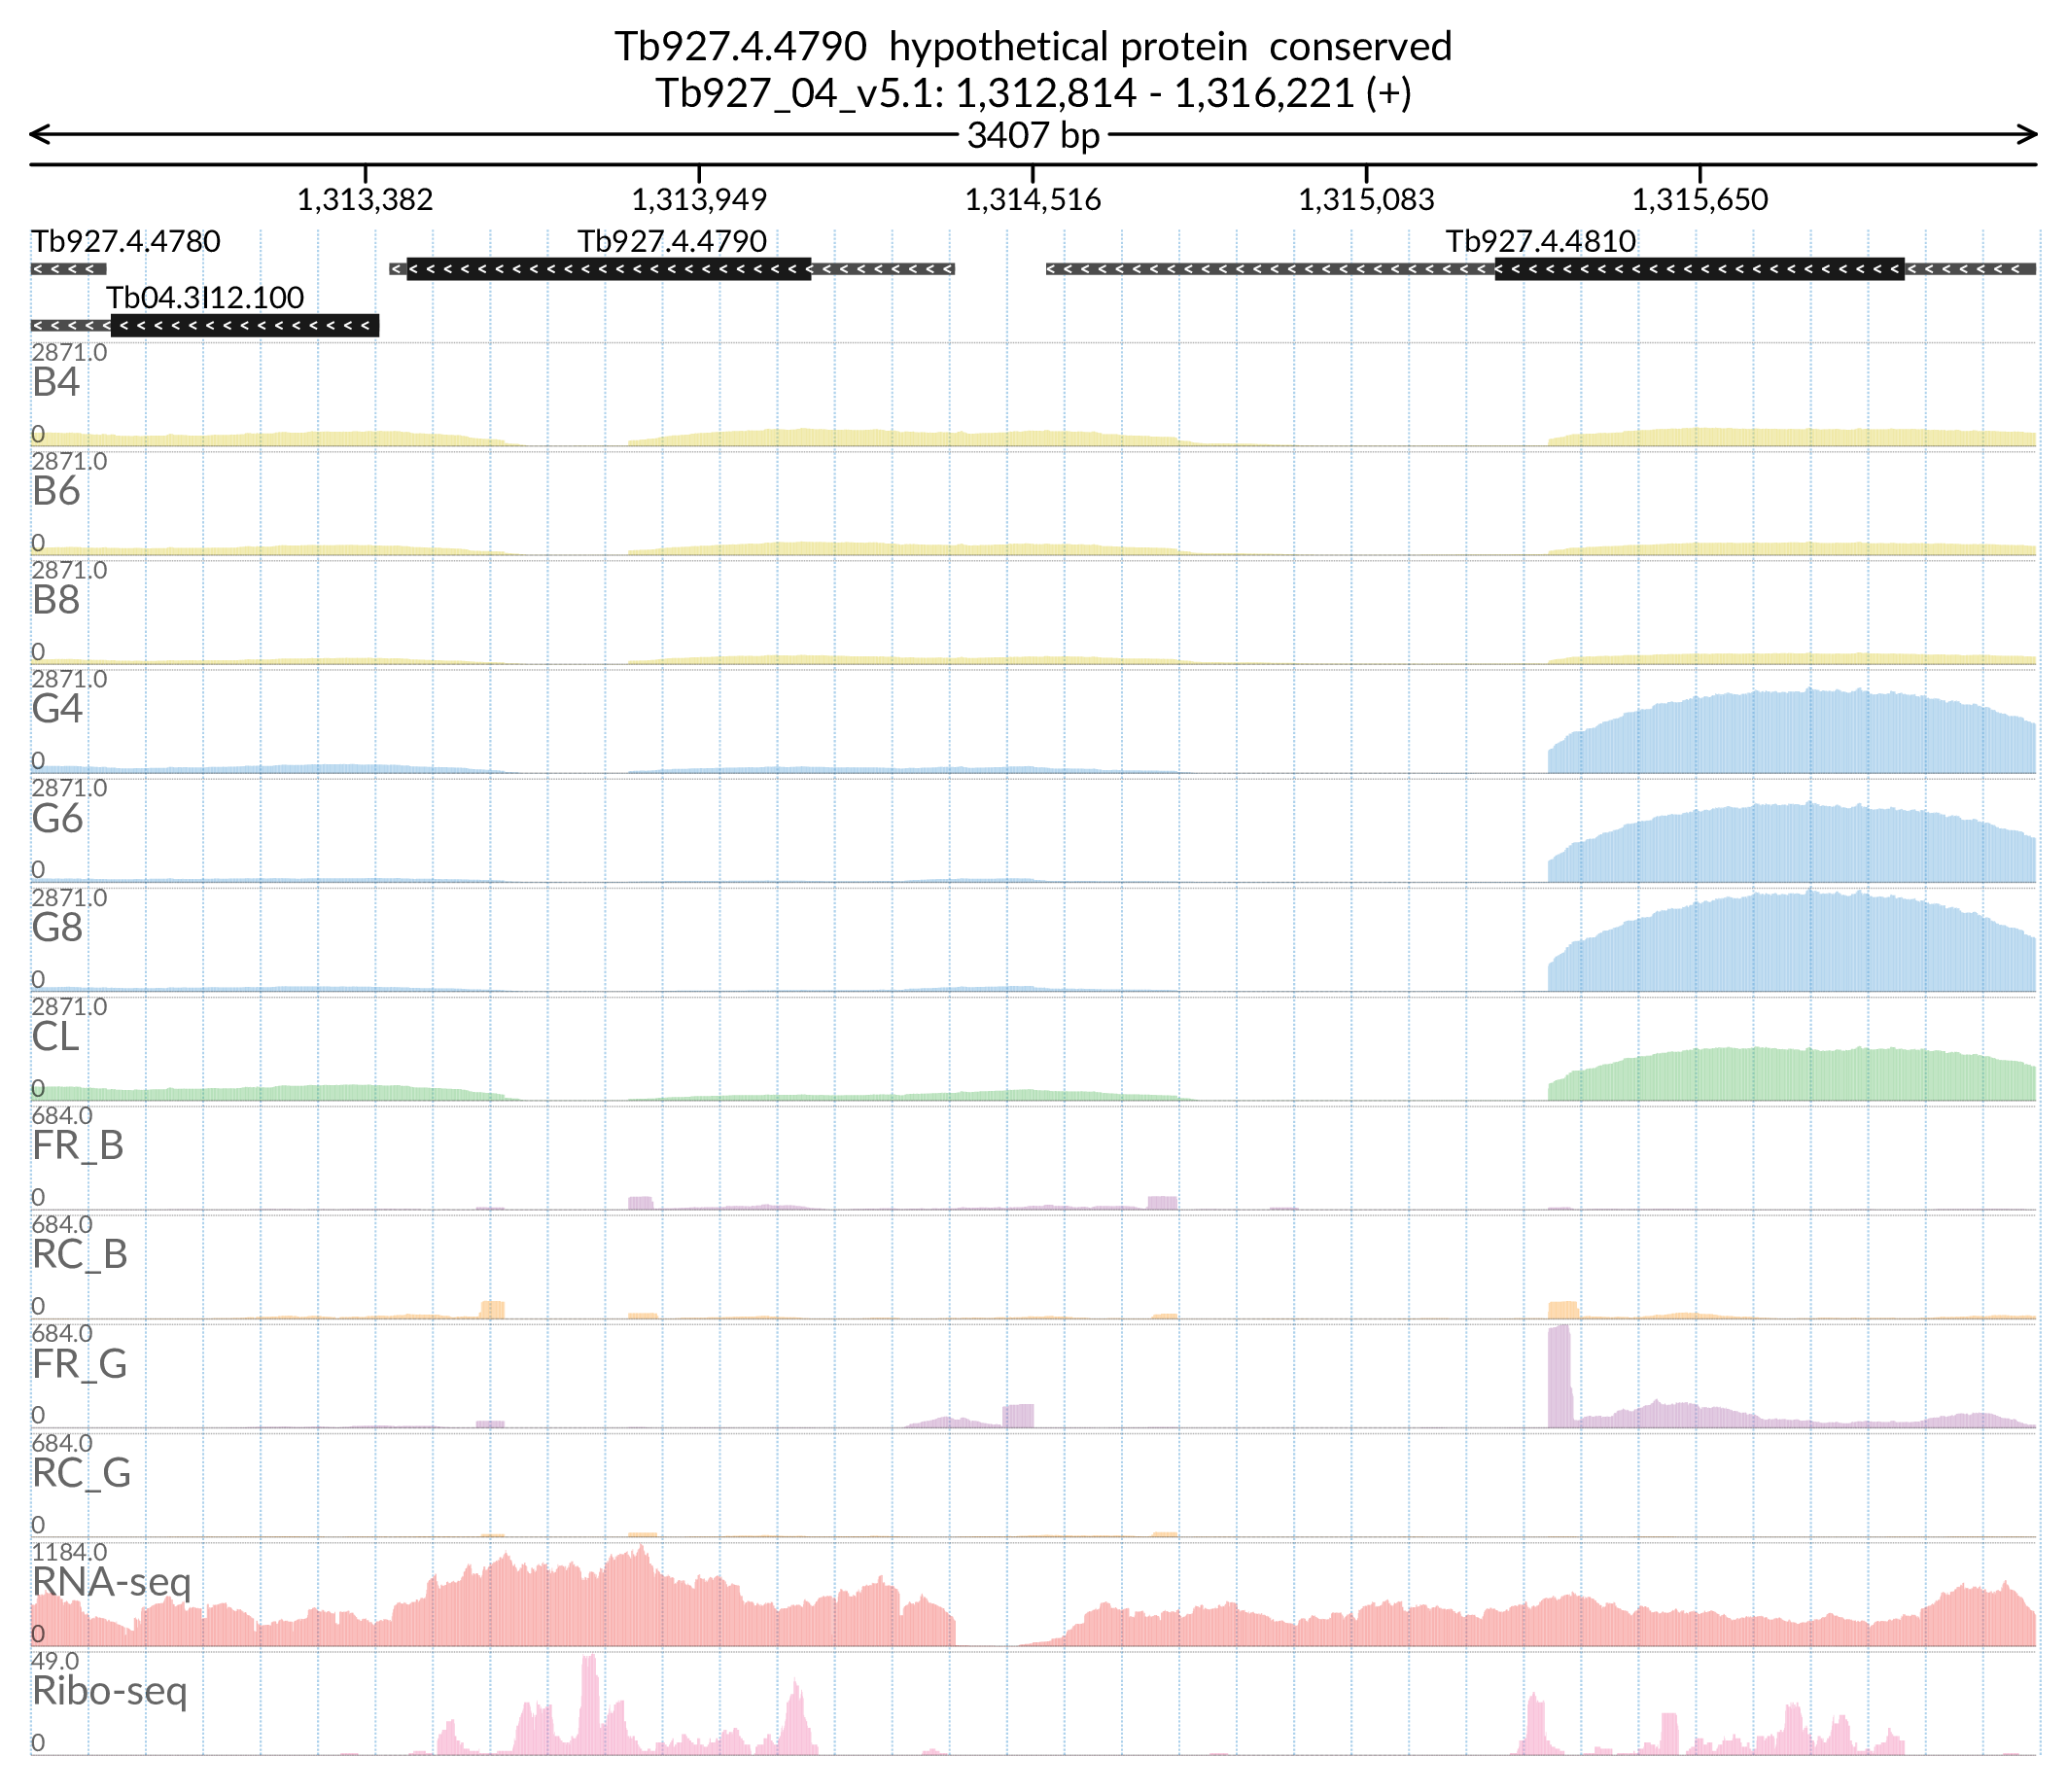 Tb927.4.4790  hypothetical protein  conserved
Tb927_04_v5.1: 1,312,814 - 1,316,221 (+)
3407 bp
1,313,382 1,313,949 1,314,516 1,315,083 1,315,650
Tb927.4.4780 Tb927.4.4790 Tb927.4.4810
Tb04.3I12.100
2871.0
B4
0
2871.0
B6
0
2871.0
B8
0
2871.0
G4
0
2871.0
G6
0
2871.0
G8
0
2871.0
CL
0
684.0
FR_B
0
684.0
RC_B
0
684.0
FR_G
0
684.0
RC_G
0
1184.0
RNA-seq
0
49.0
Ribo-seq
0